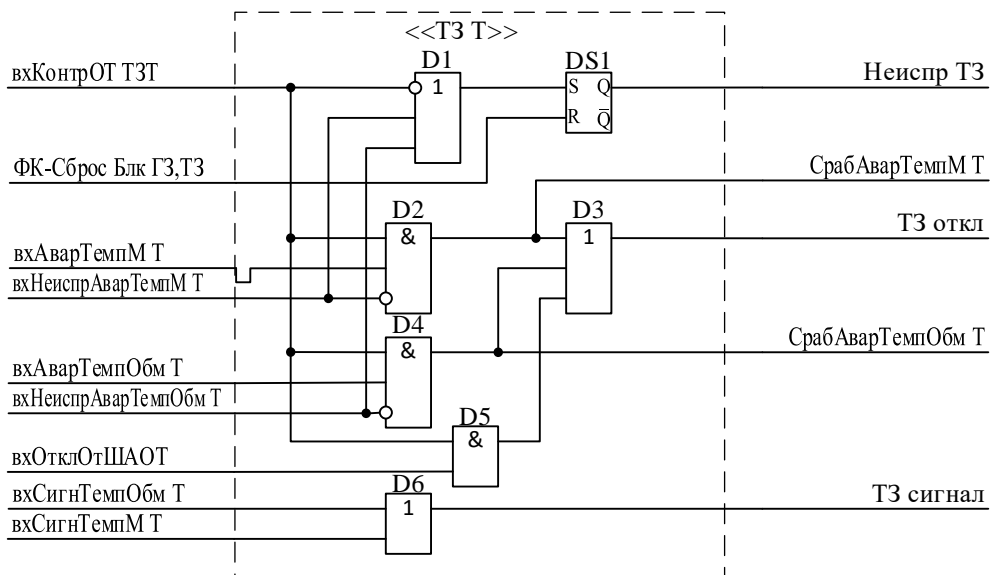 <<ТЗ Т>>
D1
DS1
вхКонтрОТ ТЗТ
1
S Q
Неиспр ТЗ
R Q̅
ФК-Сброс Блк ГЗ,ТЗ
СрабАварТемпМ Т
D2
D3
&
1
ТЗ откл
вхАварТемпМ Т
вхНеиспрАварТемпМ Т
D4
&
СрабАварТемпОбм Т
вхАварТемпОбм Т
вхНеиспрАварТемпОбм Т
D5
&
вхОтклОтШАОТ
D6
вхСигнТемпОбм Т
1
ТЗ сигнал
вхСигнТемпМ Т